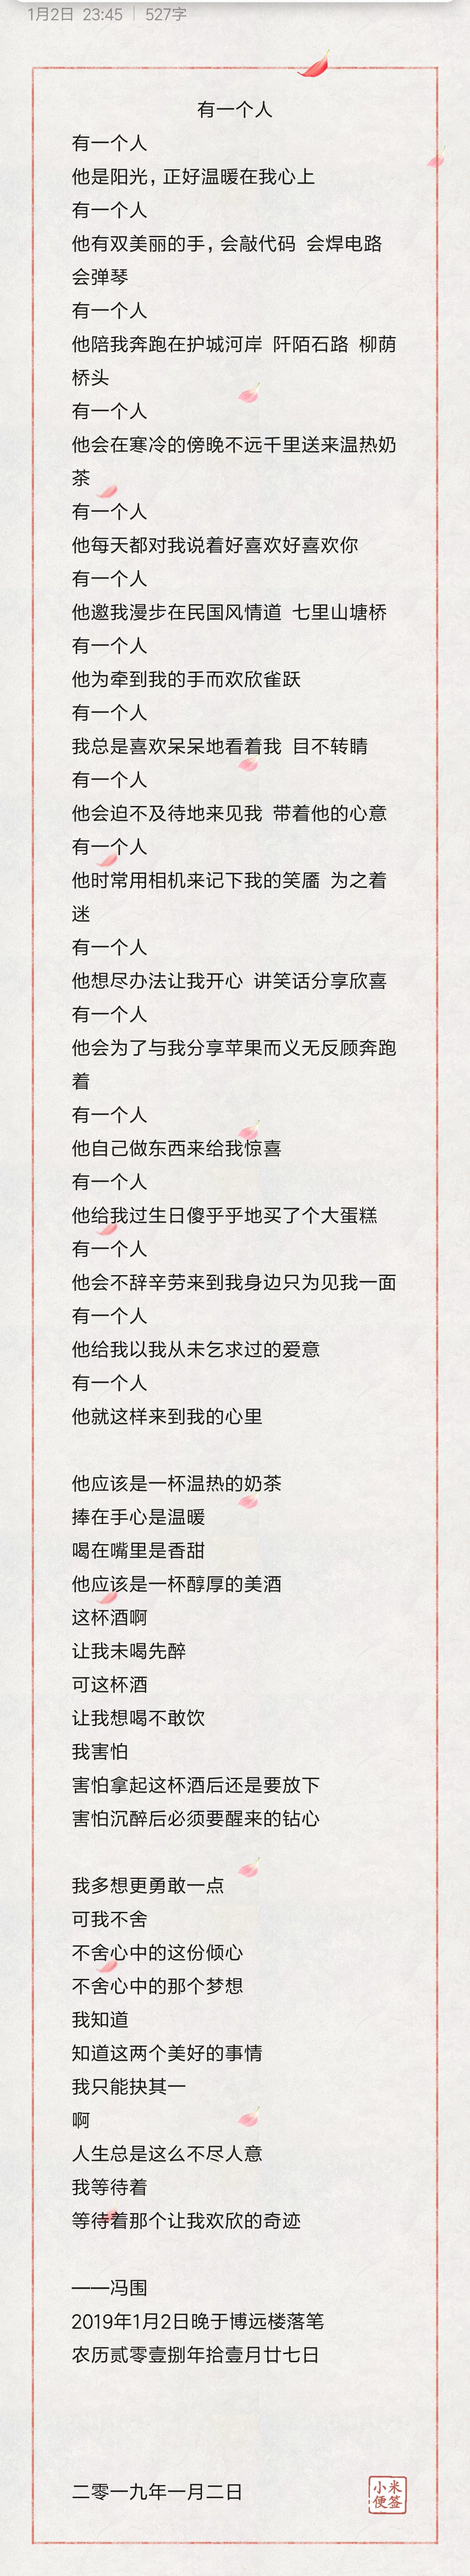 1月2日 23:45 | 527字
有一个人
有一个人
他是阳光，正好温暖在我心上
有一个人
他有双美丽的手，会敲代码 会焊电路
会弹琴
有一个人
他陪我奔跑在护城河岸 阡陌石路 柳荫
桥头
有一个人
他会在寒冷的傍晚不远千里送来温热奶
茶
有一个人
他每天都对我说着好喜欢好喜欢你
有一个人
他邀我漫步在民国风情道 七里山塘桥
有一个人
他为牵到我的手而欢欣雀跃
有一个人
我总是喜欢呆呆地看着我 目不转睛
有一个人
他会迫不及待地来见我 带着他的心意
有一个人
他时常用相机来记下我的笑靥 为之着
迷
有一个人
他想尽办法让我开心 讲笑话分享欣喜
有一个人
他会为了与我分享苹果而义无反顾奔跑
着
有一个人
他自己做东西来给我惊喜
有一个人
他给我过生日傻乎乎地买了个大蛋糕
有一个人
他会不辞辛劳来到我身边只为见我一面
有一个人
他给我以我从未乞求过的爱意
有一个人
他就这样来到我的心里
他应该是一杯温热的奶茶
捧在手心是温暖
喝在嘴里是香甜
他应该是一杯醇厚的美酒
这杯酒啊
让我未喝先醉
可这杯酒
让我想喝不敢饮
我害怕
害怕拿起这杯酒后还是要放下
害怕沉醉后必须要醒来的钻心
我多想更勇敢一点
可我不舍
不舍心中的这份倾心
不舍心中的那个梦想
我知道
知道这两个美好的事情
我只能抉其一
啊
人生总是这么不尽人意
我等待着
等待着那个让我欢欣的奇迹
——冯围
2019年1月2日晚于博远楼落笔
农历贰零壹捌年拾壹月廿七日
二零一九年一月二日
小米
便签